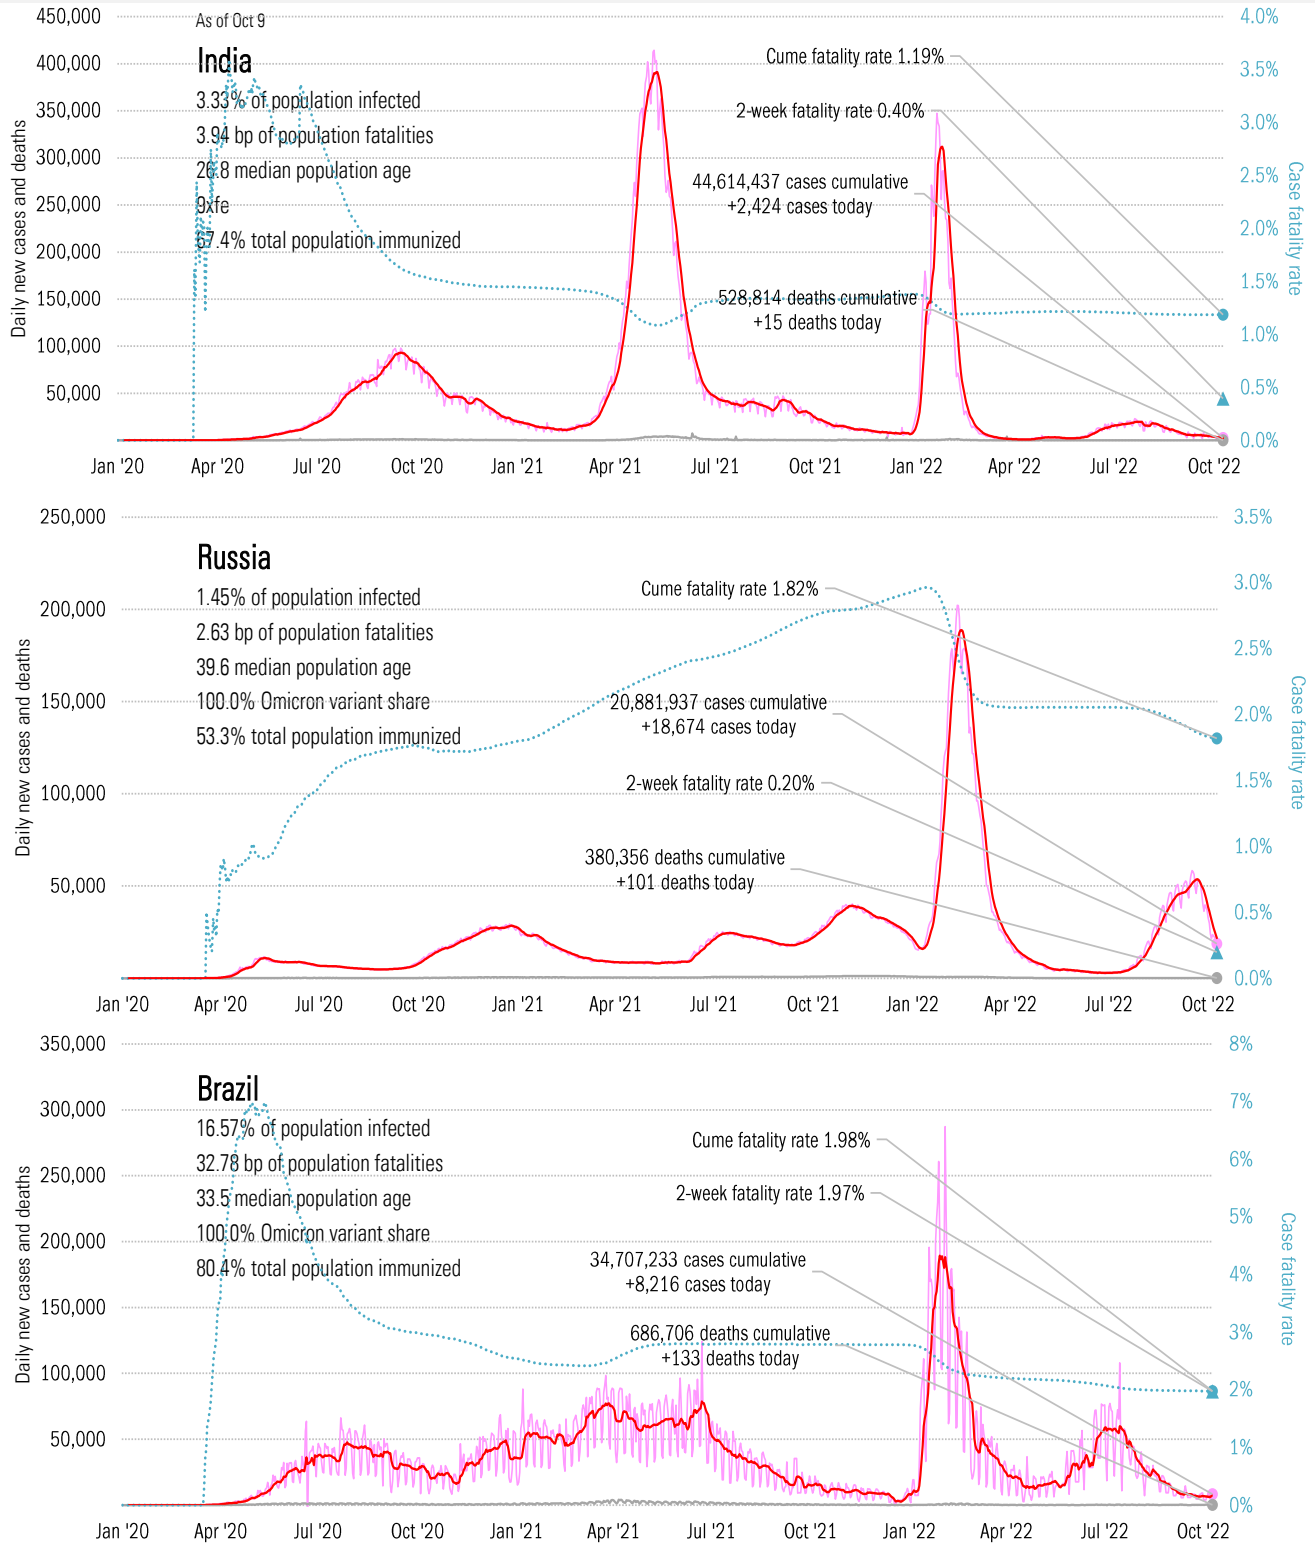 450,000
As of Oct 9
4.0%
India
400,000
Cume fatality rate 1.19%
3.5%
3.33% of population infected
350,000
2-week fatality rate 0.40%
3.0%
3.94 bp of population fatalities
300,000
26.8 median population age
2.5%
44,614,437 cases cumulative
+2,424 cases today
250,000
9xfe
2.0%
67.4% total population immunized
200,000
1.5%
150,000
528,814 deaths cumulative
+15 deaths today
1.0%
100,000
0.5%
50,000
0.0%
Daily new cases and deaths
Case fatality rate
Jan '20 Apr '20 Jul '20 Oct '20 Jan '21 Apr '21 Jul '21 Oct '21 Jan '22 Apr '22 Jul '22 Oct '22
250,000
3.5%
Russia
3.0%
Cume fatality rate 1.82%
1.45% of population infected
200,000
2.63 bp of population fatalities
2.5%
39.6 median population age
150,000
100.0% Omicron variant share
20,881,937 cases cumulative
+18,674 cases today
2.0%
53.3% total population immunized
1.5%
2-week fatality rate 0.20%
100,000
1.0%
380,356 deaths cumulative
+101 deaths today
50,000
0.5%
0.0%
Daily new cases and deaths
Case fatality rate
Jan '20 Apr '20 Jul '20 Oct '20 Jan '21 Apr '21 Jul '21 Oct '21 Jan '22 Apr '22 Jul '22 Oct '22
350,000
8%
Brazil
7%
300,000
16.57% of population infected
Cume fatality rate 1.98%
6%
32.78 bp of population fatalities
250,000
2-week fatality rate 1.97%
33.5 median population age
5%
100.0% Omicron variant share
200,000
34,707,233 cases cumulative
+8,216 cases today
80.4% total population immunized
4%
150,000
686,706 deaths cumulative
+133 deaths today
3%
100,000
2%
50,000
1%
0%
Daily new cases and deaths
Case fatality rate
Jan '20 Apr '20 Jul '20 Oct '20 Jan '21 Apr '21 Jul '21 Oct '21 Jan '22 Apr '22 Jul '22 Oct '22